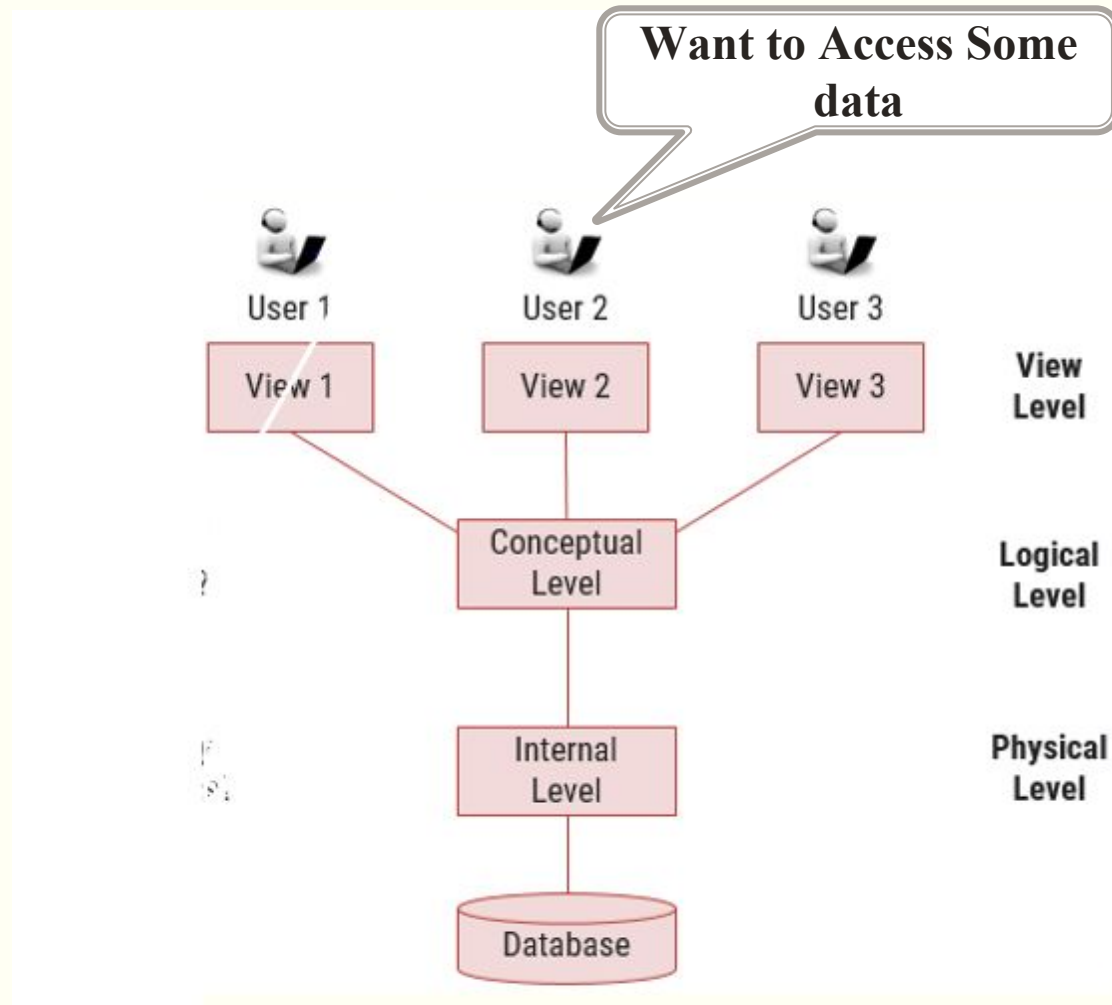 Want to Access Some
data
User 1
User 2
User 3
View 1
View 2
View 3
View
Level
Conceptual
Level
Logical
Level
?
Internal
Level
Physical
Level
Database